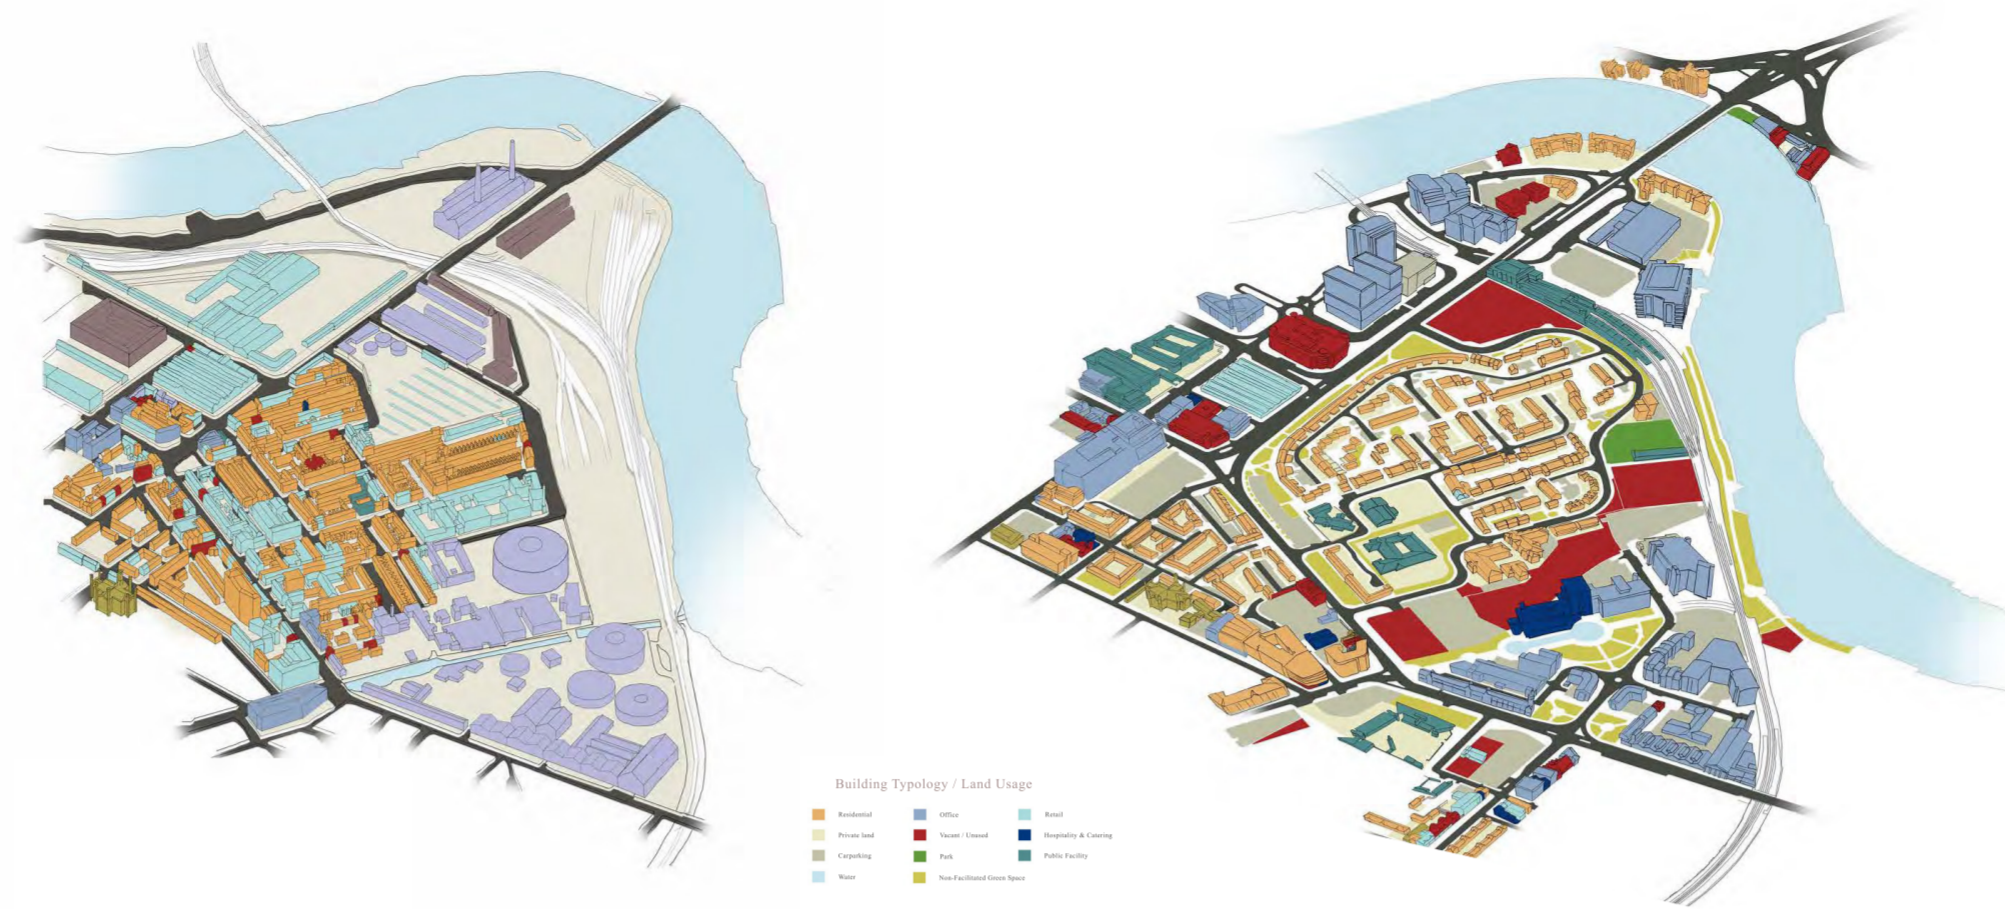 Building Typology / Land Usage
Residential
Office
Retail
Private land
Vacant / Unused
Hospitality & Catering
Carparking
Park
Public Facility
Water
Non-Facilitated Green Space